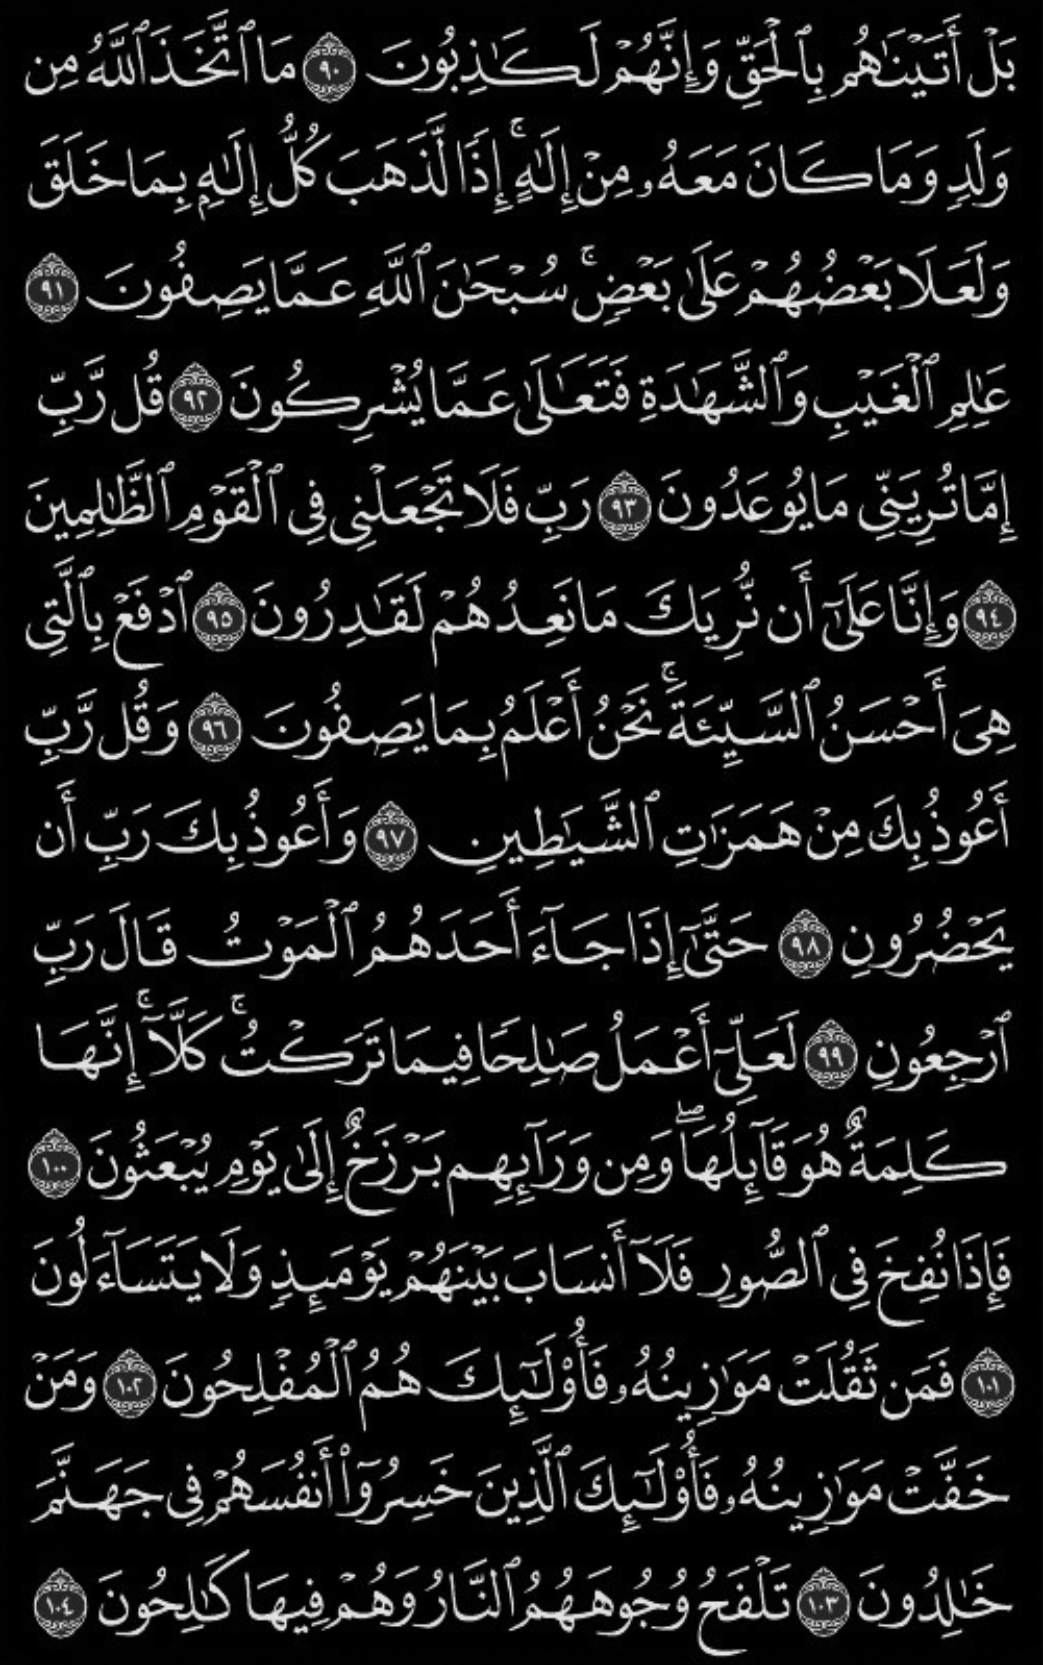 بَلْ أَتَيْنَٰهُم بِٱلْحَقِّ وَإِنَّهُمْ لَكَٰذِبُونَ ٩٠ مَا ٱتَّخَذَ ٱللَّهُ مِن
وَلَدٍ وَمَا كَانَ مَعَهُۥ مِنْ إِلَٰهٍ ۚ إِذًا لَّذَهَبَ كُلُّ إِلَٰهٍۭ بِمَا خَلَقَ
وَلَعَلَا بَعْضُهُمْ عَلَىٰ بَعْضٍ ۚ سُبْحَٰنَ ٱللَّهِ عَمَّا يَصِفُونَ ٩١
عَٰلِمِ ٱلْغَيْبِ وَٱلشَّهَٰدَةِ فَتَعَٰلَىٰ عَمَّا يُشْرِكُونَ ٩٢ قُل رَّبِّ
إِمَّا تُرِيَنِّى مَا يُوعَدُونَ ٩٣ رَبِّ فَلَا تَجْعَلْنِى فِى ٱلْقَوْمِ ٱلظَّٰلِمِينَ
٩٤ وَإِنَّا عَلَىٰٓ أَن نُّرِيَكَ مَا نَعِدُهُمْ لَقَٰدِرُونَ ٩٥ ٱدْفَعْ بِٱلَّتِى
هِىَ أَحْسَنُ ٱلسَّيِّئَةَ ۚ نَحْنُ أَعْلَمُ بِمَا يَصِفُونَ ٩٦ وَقُل رَّبِّ
أَعُوذُ بِكَ مِنْ هَمَزَٰتِ ٱلشَّيَٰطِينِ ٩٧ وَأَعُوذُ بِكَ رَبِّ أَن
يَحْضُرُونِ ٩٨ حَتَّىٰٓ إِذَا جَآءَ أَحَدَهُمُ ٱلْمَوْتُ قَالَ رَبِّ
ٱرْجِعُونِ ٩٩ لَعَلِّىٓ أَعْمَلُ صَٰلِحًا فِيمَا تَرَكْتُ ۚ كَلَّآ ۚ إِنَّهَا
كَلِمَةٌ هُوَ قَآئِلُهَا ۖ وَمِن وَرَآئِهِم بَرْزَخٌ إِلَىٰ يَوْمِ يُبْعَثُونَ ١٠٠
فَإِذَا نُفِخَ فِى ٱلصُّورِ فَلَآ أَنسَابَ بَيْنَهُمْ يَوْمَئِذٍ وَلَا يَتَسَآءَلُونَ
١٠١ فَمَن ثَقُلَتْ مَوَٰزِينُهُۥ فَأُو۟لَٰٓئِكَ هُمُ ٱلْمُفْلِحُونَ ١٠٢ وَمَنْ
خَفَّتْ مَوَٰزِينُهُۥ فَأُو۟لَٰٓئِكَ ٱلَّذِينَ خَسِرُوٓا۟ أَنفُسَهُمْ فِى جَهَنَّمَ
خَٰلِدُونَ ١٠٣ تَلْفَحُ وُجُوهَهُمُ ٱلنَّارُ وَهُمْ فِيهَا كَٰلِحُونَ ١٠٤